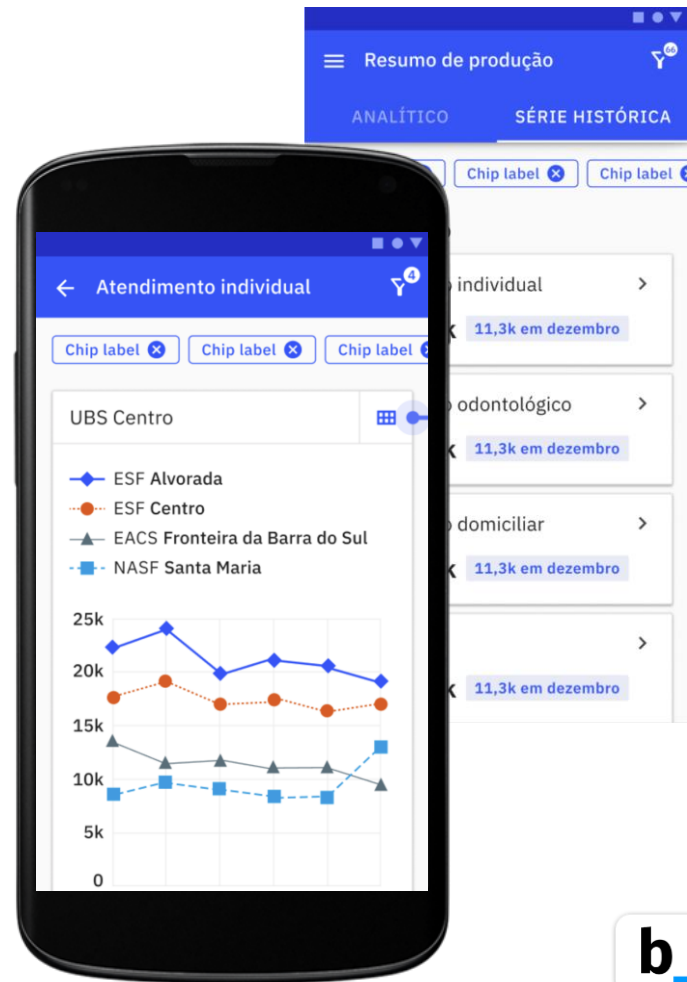 Resumo de produção
66
ANALÍTICO
SÉRIE HISTÓRICA
Chip label
Chip label
individual
11,3k em dezembro
odontológico
11,3k em dezembro
domiciliar
11,3k em dezembro
11,3k em dezembro
Atendimento individual
4
Chip label
Chip label
Chip label
UBS Centro
ESF Alvorada
ESF Centro
EACS Fronteira da Barra do Sul
NASF Santa Maria
25k
20k
15k
10k
5k
0
b_